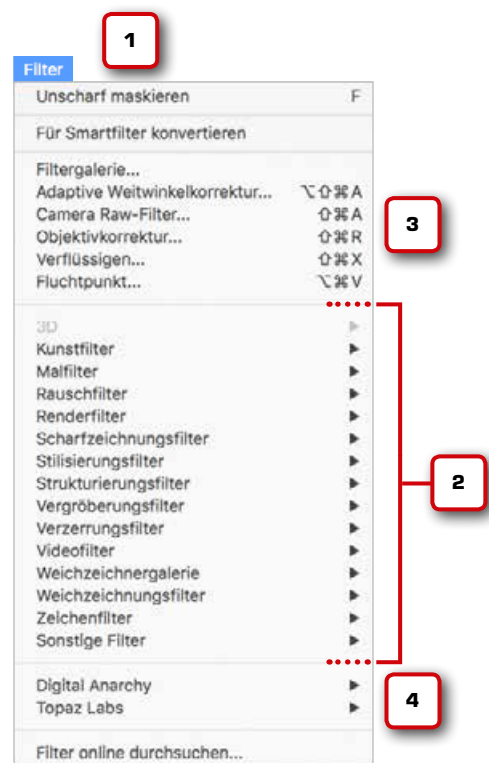 1
Filter
Unscharf maskieren F
Für Smartfilter konvertieren
Filtergalerie...
Adaptive Weitwinkelkorrektur... ⌥⇧⌘A
Camera Raw-Filter... ⇧⌘A
Objektivkorrektur... ⇧⌘R
3
Verflüssigen... ⇧⌘X
Fluchtpunkt... ⌥⌘V
3D
Kunstfilter
Malfilter
Rauschfilter
Renderfilter
Scharfzeichnungsfilter
Stilisierungsfilter
Strukturierungsfilter
2
Vergröberungsfilter
Verzerrungsfilter
Videofilter
Weichzeichnergalerie
Weichzeichnungsfilter
Zeichenfilter
Sonstige Filter
Digital Anarchy
4
Topaz Labs
Filter online durchsuchen...